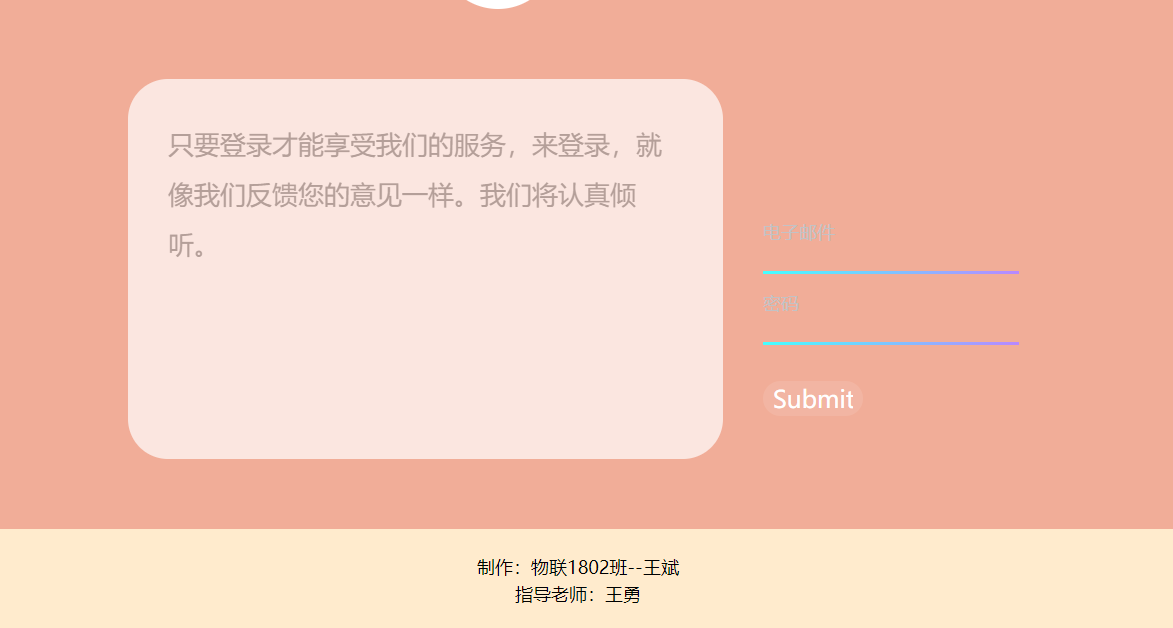 只要登录才能享受我们的服务，来登录，就
像我们反馈您的意见一样。我们将认真倾
听。
电子邮件
密码
Submit
制作：物联1802班--王斌
指导老师：王勇